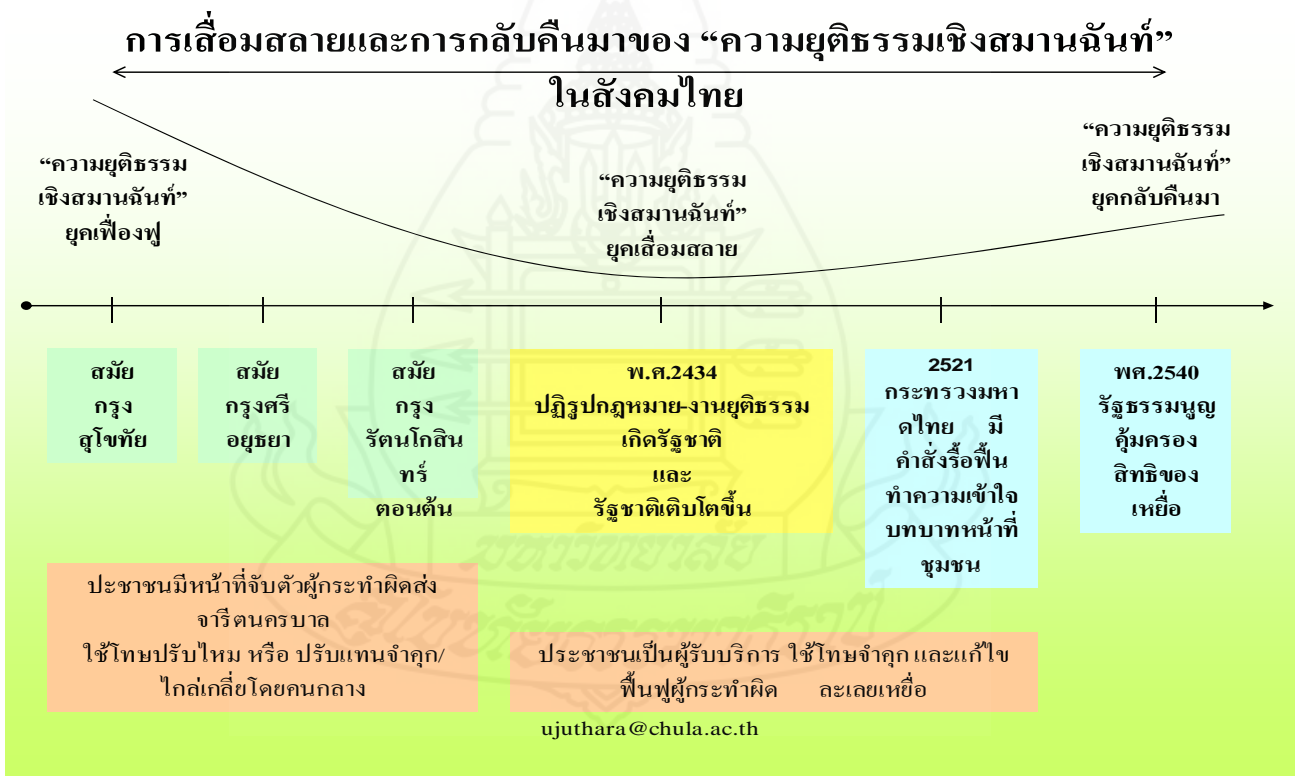 การเสื่อมสลายและการกลับคืนมาของ “ความยุติธรรมเชิงสมานฉันท์”
ในสังคมไทย
“ความยุติธรรม
เชิงสมานฉันท์”
ยุคเฟื่องฟู
“ความยุติธรรม
เชิงสมานฉันท์”
ยุคเสื่อมสลาย
“ความยุติธรรม
เชิงสมานฉันท์”
ยุคกลับคืนมา
สมัย
กรุง
สุโขทัย
สมัย
กรุงศรี
อยุธยา
สมัย
กรุง
รัตนโกสิน
ทร์
ตอนต้น
พ.ศ.2434
ปฏิรูปกฎหมาย-งานยุติธรรม
เกิดรัฐชาติ
และ
รัฐชาติเติบโตขึ้น
2521
กระทรวงมหา
ดไทย มี
คำสั่งรื้อฟื้น
ทำความเข้าใจ
บทบาทหน้าที่
ชุมชน
พศ.2540
รัฐธรรมนูญ
คุ้มครอง
สิทธิของ
เหยื่อ
ปะชาชนมีหน้าที่จับตัวผู้กระทำผิดส่ง
จารีตนครบาล
ใช้โทษปรับไหม หรือ ปรับแทนจำคุก/
ไกล่เกลี่ยโดยคนกลาง
ประชาชนเป็นผู้รับบริการ ใช้โทษจำคุก และแก้ไข
ฟื้นฟูผู้กระทำผิด ละเลยเหยื่อ
ujuthara@chula.ac.th